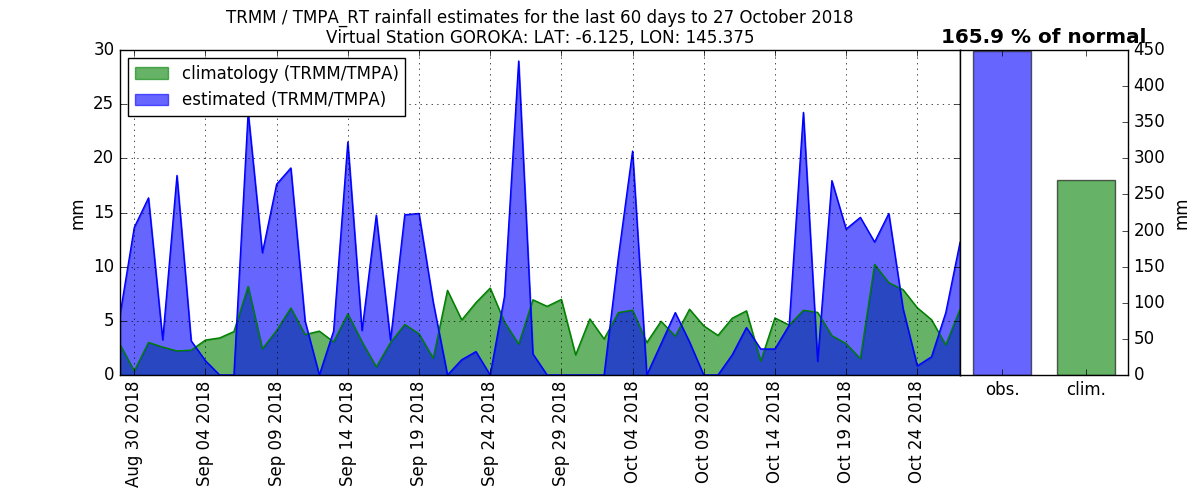 TRMM / TMPA_RT rainfall estimates for the last 60 days to 27 October 2018
Virtual Station GOROKA: LAT: -6.125, LON: 145.375
165.9 % of normal
climatology (TRMM/TMPA)
estimated (TRMM/TMPA)
mm
30
25
20
15
10
5
0
Aug 30 2018
Sep 04 2018
Sep 09 2018
Sep 14 2018
Sep 19 2018
Sep 24 2018
Sep 29 2018
Oct 04 2018
Oct 09 2018
Oct 14 2018
Oct 19 2018
Oct 24 2018
obs.
clim.
450
400
350
300
250
200
150
100
50
0
mm